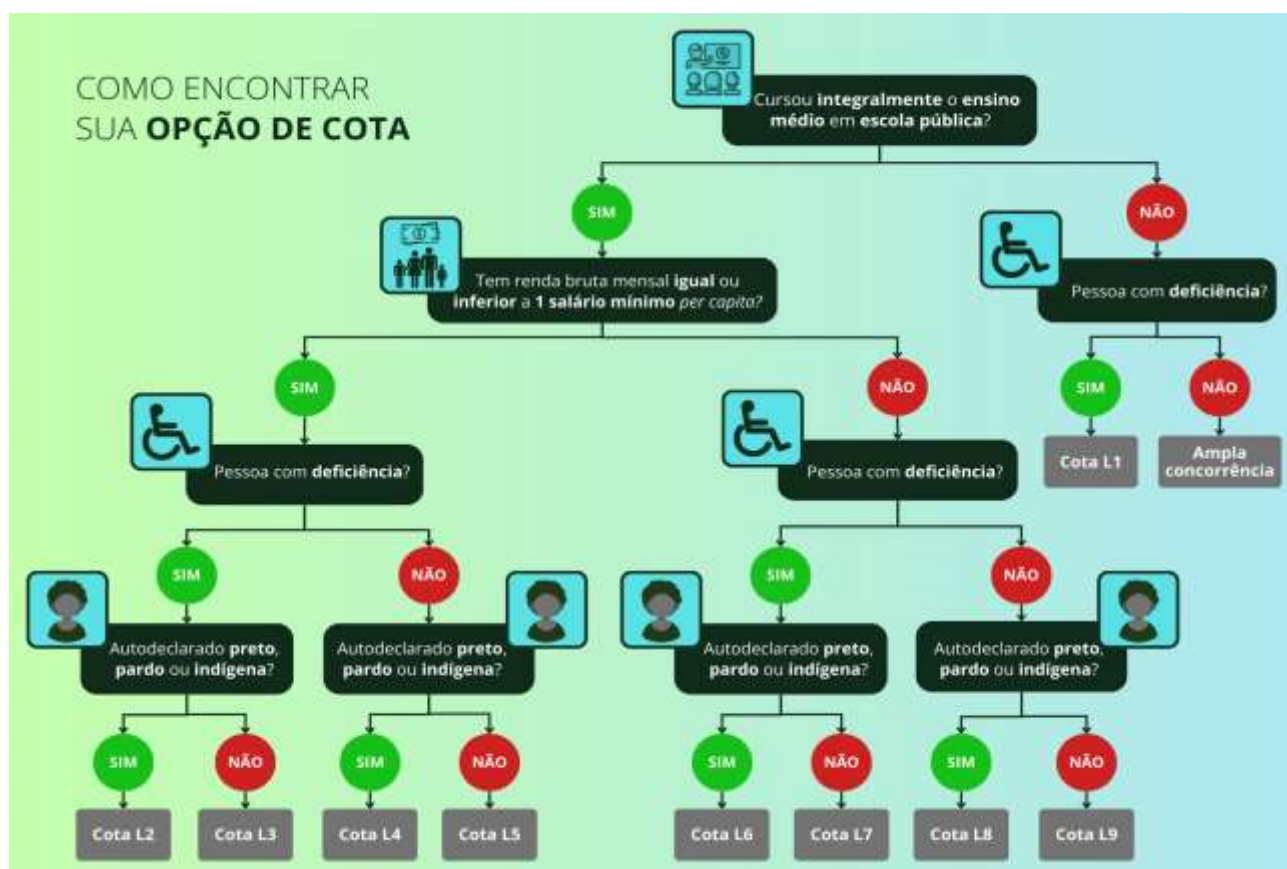 COMO ENCONTRAR
SUA OPÇÃO DE COTA
Cursou integralmente o ensino
médio em escola pública?
SIM
NÃO
Tem renda bruta mensal igual ou
inferior a 1 salário mínimo per capita?
Pessoa com deficiência?
SIM
NÃO
SIM
NÃO
Pessoa com deficiência?
Pessoa com deficiência?
Cota L1
Ampla
concorrência
SIM
NÃO
SIM
NÃO
Autodeclarado preto,
pardo ou indígena?
Autodeclarado preto,
pardo ou indígena?
Autodeclarado preto,
pardo ou indígena?
Autodeclarado preto,
pardo ou indígena?
SIM
NÃO
SIM
NÃO
SIM
NÃO
SIM
NÃO
Cota L2
Cota L3
Cota L4
Cota L5
Cota L6
Cota L7
Cota L8
Cota L9